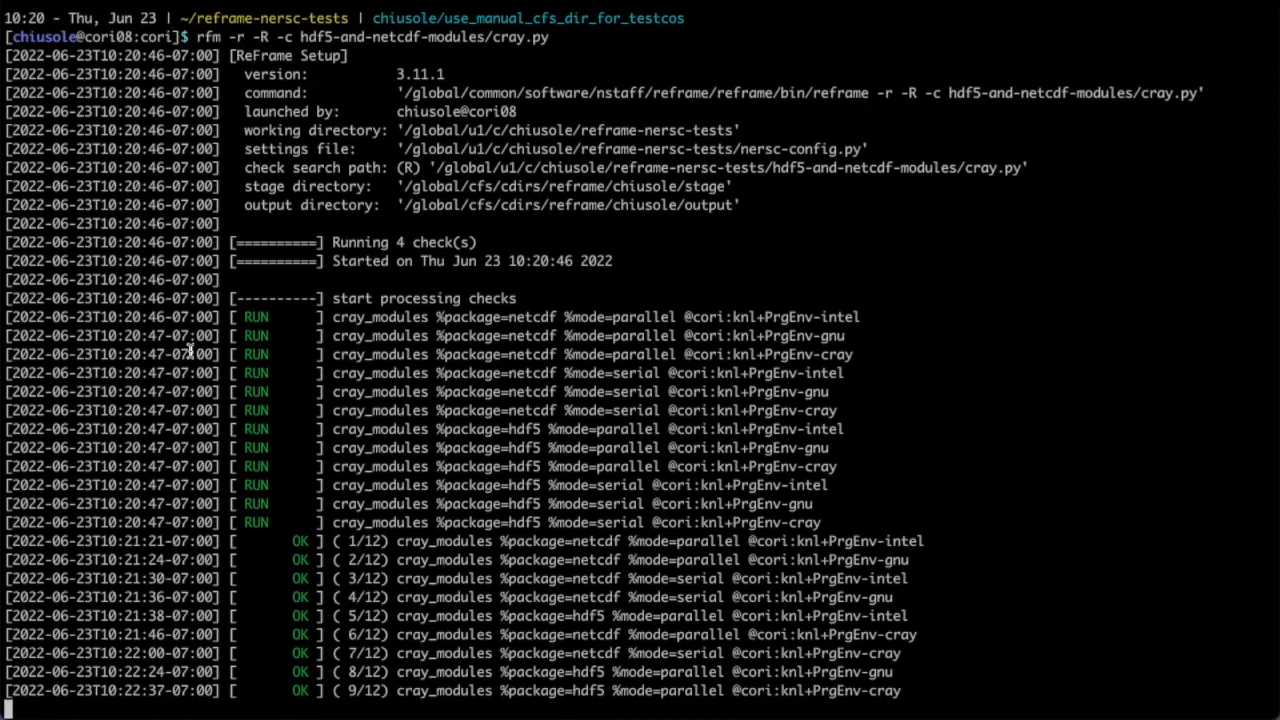 10:20 - Thu, Jun 23 | ~/reframe-nersc-tests | chiusole/use_manual_cfs_dir_for_testcos
[chiusole@cori08:cori]$ rfm -r -R -c hdf5-and-netcdf-modules/cray.py
[2022-06-23T10:20:46-07:00] [ReFrame Setup]
[2022-06-23T10:20:46-07:00]   version:           3.11.1
[2022-06-23T10:20:46-07:00]   command:           '/global/common/software/nstaff/reframe/reframe/bin/reframe -r -R -c hdf5-and-netcdf-modules/cray.py'
[2022-06-23T10:20:46-07:00]   launched by:       chiusole@cori08
[2022-06-23T10:20:46-07:00]   working directory: '/global/u1/c/chiusole/reframe-nersc-tests'
[2022-06-23T10:20:46-07:00]   settings file:     '/global/u1/c/chiusole/reframe-nersc-tests/nersc-config.py'
[2022-06-23T10:20:46-07:00]   check search path: (R) '/global/u1/c/chiusole/reframe-nersc-tests/hdf5-and-netcdf-modules/cray.py'
[2022-06-23T10:20:46-07:00]   stage directory:   '/global/cfs/cdirs/reframe/chiusole/stage'
[2022-06-23T10:20:46-07:00]   output directory:  '/global/cfs/cdirs/reframe/chiusole/output'
[2022-06-23T10:20:46-07:00]
[2022-06-23T10:20:46-07:00] [==========] Running 4 check(s)
[2022-06-23T10:20:46-07:00] [==========] Started on Thu Jun 23 10:20:46 2022
[2022-06-23T10:20:46-07:00]
[2022-06-23T10:20:46-07:00] [----------] start processing checks
[2022-06-23T10:20:46-07:00] [ RUN      ] cray_modules %package=netcdf %mode=parallel @cori:knl+PrgEnv-intel
[2022-06-23T10:20:47-07:00] [ RUN      ] cray_modules %package=netcdf %mode=parallel @cori:knl+PrgEnv-gnu
[2022-06-23T10:20:47-07:00] [ RUN      ] cray_modules %package=netcdf %mode=parallel @cori:knl+PrgEnv-cray
[2022-06-23T10:20:47-07:00] [ RUN      ] cray_modules %package=netcdf %mode=serial @cori:knl+PrgEnv-intel
[2022-06-23T10:20:47-07:00] [ RUN      ] cray_modules %package=netcdf %mode=serial @cori:knl+PrgEnv-gnu
[2022-06-23T10:20:47-07:00] [ RUN      ] cray_modules %package=netcdf %mode=serial @cori:knl+PrgEnv-cray
[2022-06-23T10:20:47-07:00] [ RUN      ] cray_modules %package=hdf5 %mode=parallel @cori:knl+PrgEnv-intel
[2022-06-23T10:20:47-07:00] [ RUN      ] cray_modules %package=hdf5 %mode=parallel @cori:knl+PrgEnv-gnu
[2022-06-23T10:20:47-07:00] [ RUN      ] cray_modules %package=hdf5 %mode=parallel @cori:knl+PrgEnv-cray
[2022-06-23T10:20:47-07:00] [ RUN      ] cray_modules %package=hdf5 %mode=serial @cori:knl+PrgEnv-intel
[2022-06-23T10:20:47-07:00] [ RUN      ] cray_modules %package=hdf5 %mode=serial @cori:knl+PrgEnv-gnu
[2022-06-23T10:20:47-07:00] [ RUN      ] cray_modules %package=hdf5 %mode=serial @cori:knl+PrgEnv-cray
[2022-06-23T10:21:21-07:00] [       OK ] ( 1/12) cray_modules %package=netcdf %mode=parallel @cori:knl+PrgEnv-intel
[2022-06-23T10:21:24-07:00] [       OK ] ( 2/12) cray_modules %package=netcdf %mode=parallel @cori:knl+PrgEnv-gnu
[2022-06-23T10:21:30-07:00] [       OK ] ( 3/12) cray_modules %package=netcdf %mode=serial @cori:knl+PrgEnv-intel
[2022-06-23T10:21:36-07:00] [       OK ] ( 4/12) cray_modules %package=netcdf %mode=serial @cori:knl+PrgEnv-gnu
[2022-06-23T10:21:38-07:00] [       OK ] ( 5/12) cray_modules %package=hdf5 %mode=parallel @cori:knl+PrgEnv-intel
[2022-06-23T10:21:46-07:00] [       OK ] ( 6/12) cray_modules %package=netcdf %mode=parallel @cori:knl+PrgEnv-cray
[2022-06-23T10:22:00-07:00] [       OK ] ( 7/12) cray_modules %package=netcdf %mode=serial @cori:knl+PrgEnv-cray
[2022-06-23T10:22:24-07:00] [       OK ] ( 8/12) cray_modules %package=hdf5 %mode=parallel @cori:knl+PrgEnv-gnu
[2022-06-23T10:22:37-07:00] [       OK ] ( 9/12) cray_modules %package=hdf5 %mode=parallel @cori:knl+PrgEnv-cray